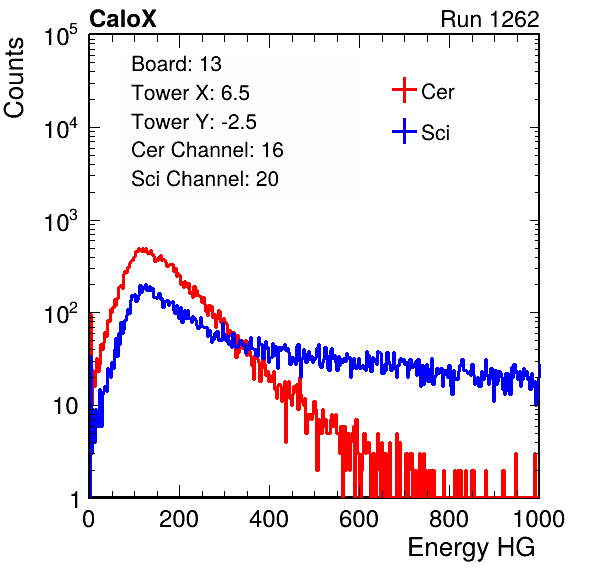 CaloX Run 1262
Counts
Board: 13
Tower X: 6.5
Tower Y: -2.5
Cer Channel: 16
Sci Channel: 20
Cer
Sci
10^5
10^4
10^3
10^2
10
1
0 200 400 600 800 1000
Energy HG